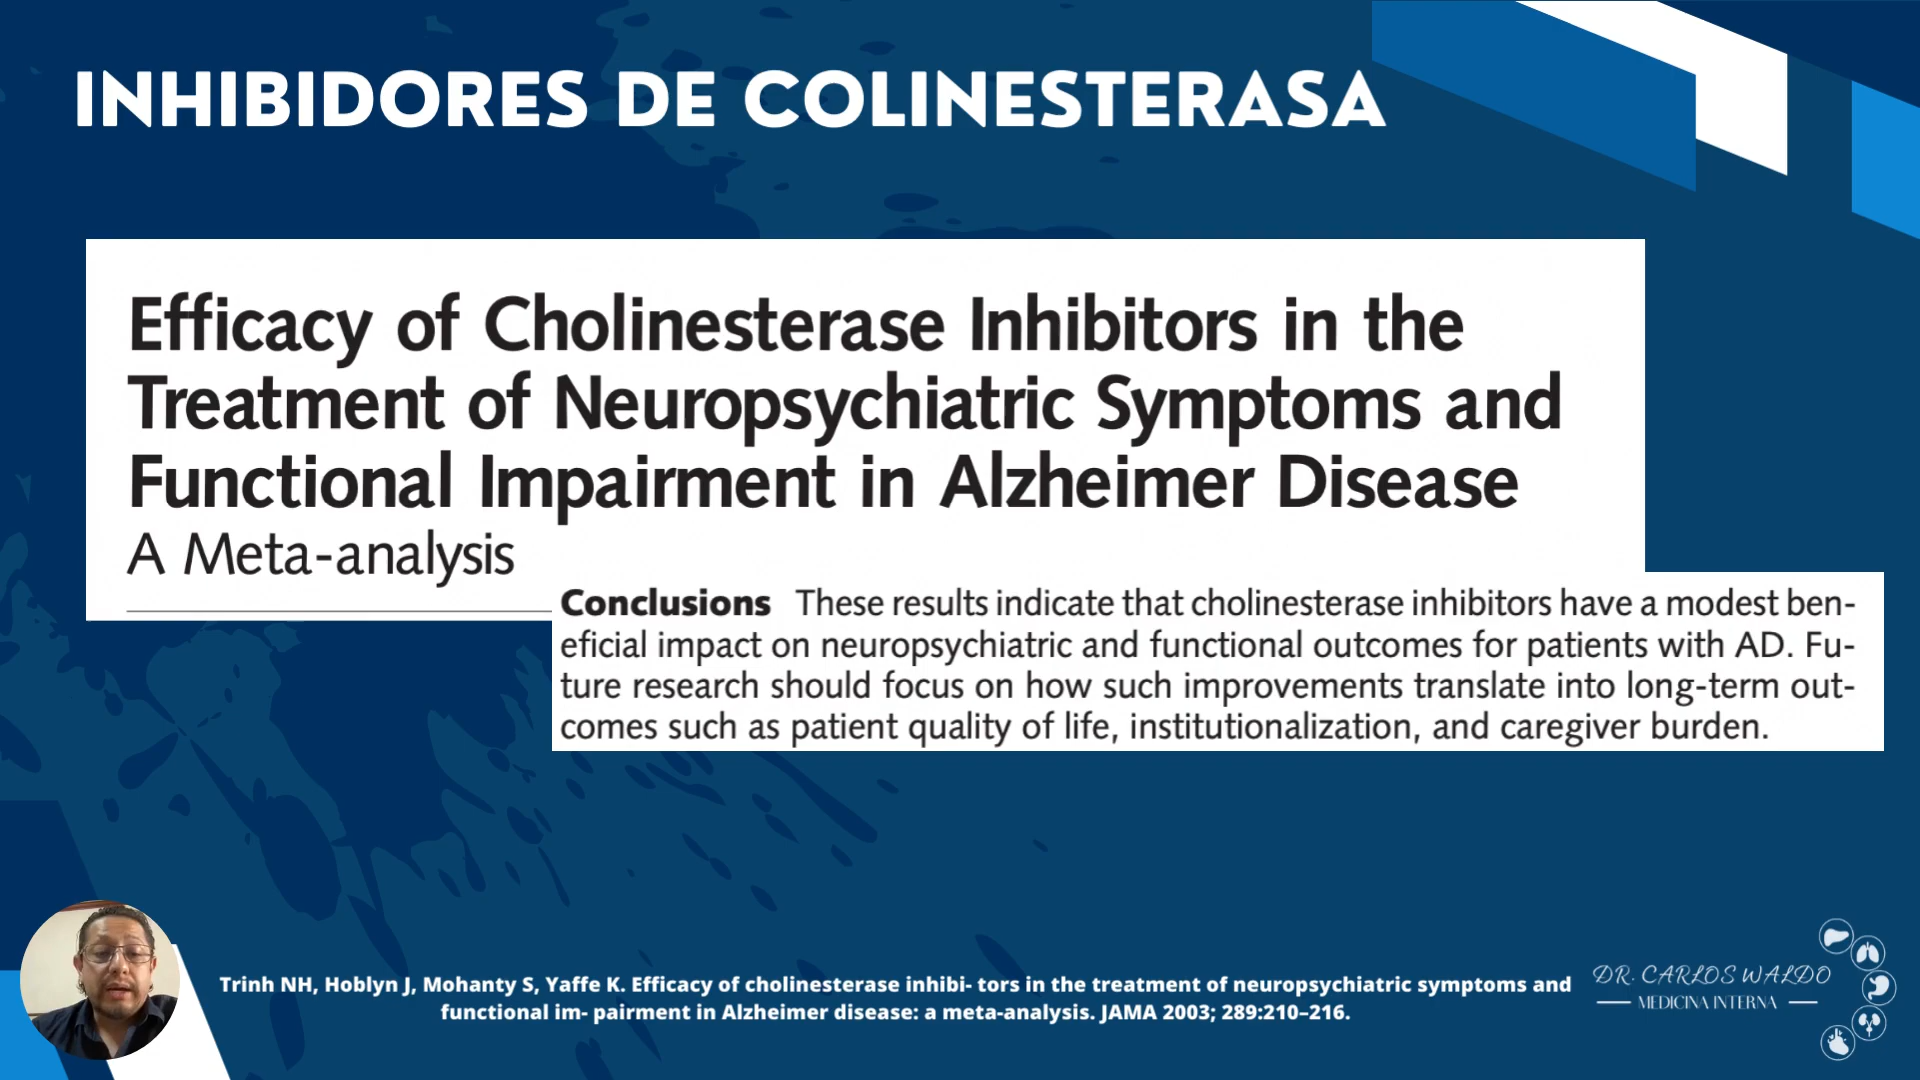 INHIBIDORES DE COLINESTERASA
Efficacy of Cholinesterase Inhibitors in the
Treatment of Neuropsychiatric Symptoms and
Functional Impairment in Alzheimer Disease
A Meta-analysis
Conclusions These results indicate that cholinesterase inhibitors have a modest ben-
eficial impact on neuropsychiatric and functional outcomes for patients with AD. Fu-
ture research should focus on how such improvements translate into long-term out-
comes such as patient quality of life, institutionalization, and caregiver burden.
Trinh NH, Hoblyn J, Mohanty S, Yaffe K. Efficacy of cholinesterase inhibi- tors in the treatment of neuropsychiatric symptoms and
functional im- pairment in Alzheimer disease: a meta-analysis. JAMA 2003; 289:210–216.
DR. CARLOS WALDO
MEDICINA INTERNA